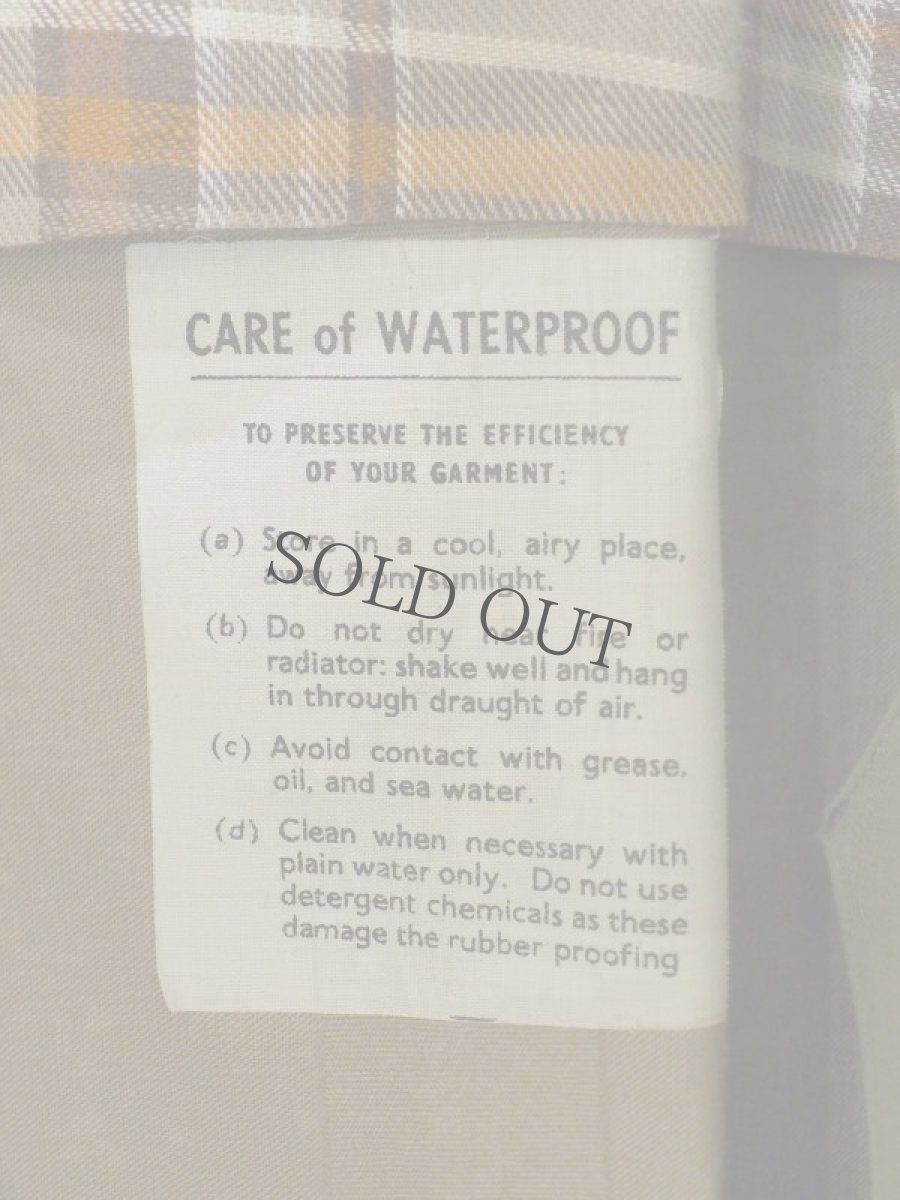 CARE of WATERPROOF
TO PRESERVE THE EFFICIENCY
OF YOUR GARMENT:
(a) Store in a cool, airy place,
away from sunlight.
(b) Do not dry near fire or
radiator: shake well and hang
in through draught of air.
(c) Avoid contact with grease,
oil, and sea water.
(d) Clean when necessary with
plain water only. Do not use
detergent chemicals as these
damage the rubber proofing
SOLD OUT